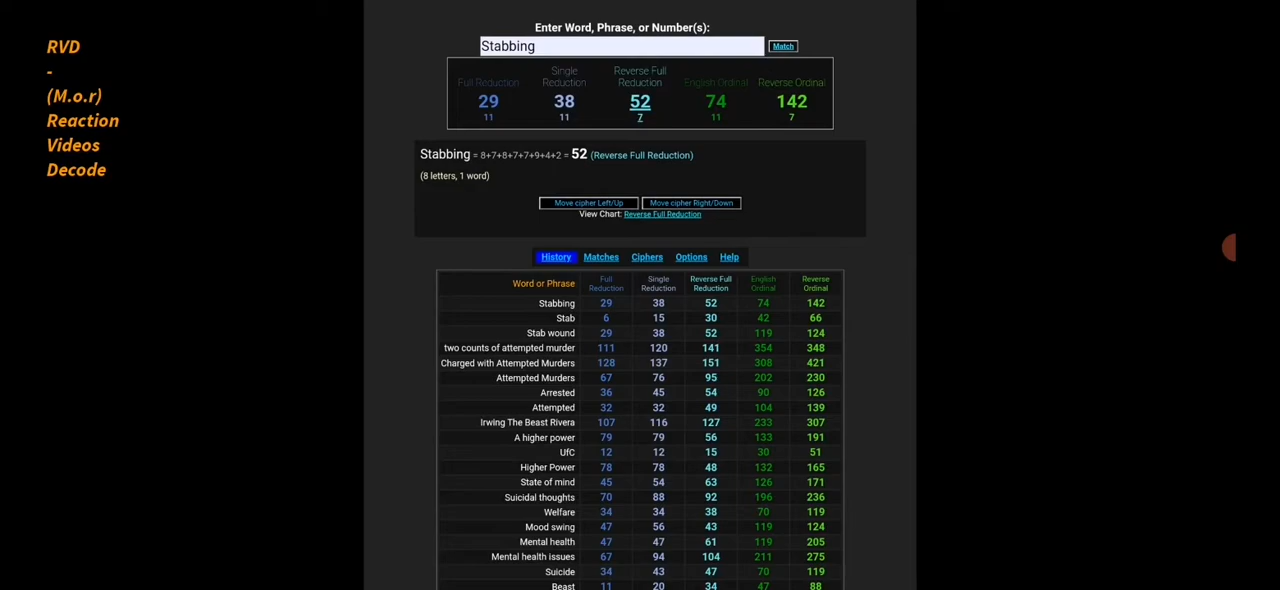 RVD
-
(M.o.r)
Reaction
Videos
Decode
Enter Word, Phrase, or Number(s):
Stabbing Match
Full Reduction Single Reduction Reverse Full Reduction English Ordinal Reverse Ordinal
29 38 52 74 142
11 11 7 11 7
Stabbing = 8+7+8+7+7+9+4+2 = 52 (Reverse Full Reduction)
(8 letters, 1 word)
Move cipher Left/Up Move cipher Right/Down
View Chart: Reverse Full Reduction
History Matches Ciphers Options Help
Word or Phrase Full Reduction Single Reduction Reverse Full Reduction English Ordinal Reverse Ordinal
Stabbing 29 38 52 74 142
Stab 6 15 30 42 66
Stab wound 29 38 52 119 124
two counts of attempted murder 111 120 141 354 348
Charged with Attempted Murders 128 137 151 308 421
Attempted Murders 67 76 95 202 230
Arrested 36 45 54 90 126
Attempted 32 32 49 104 139
Irwing The Beast Rivera 107 116 127 233 307
A higher power 79 79 56 133 191
UfC 12 12 15 30 51
Higher Power 78 78 48 132 165
State of mind 45 54 63 126 171
Suicidal thoughts 70 88 92 196 236
Welfare 34 34 38 70 119
Mood swing 47 56 43 119 124
Mental health 47 47 61 119 205
Mental health issues 67 94 104 211 275
Suicide 34 43 47 70 119
Beast 11 20 34 47 88